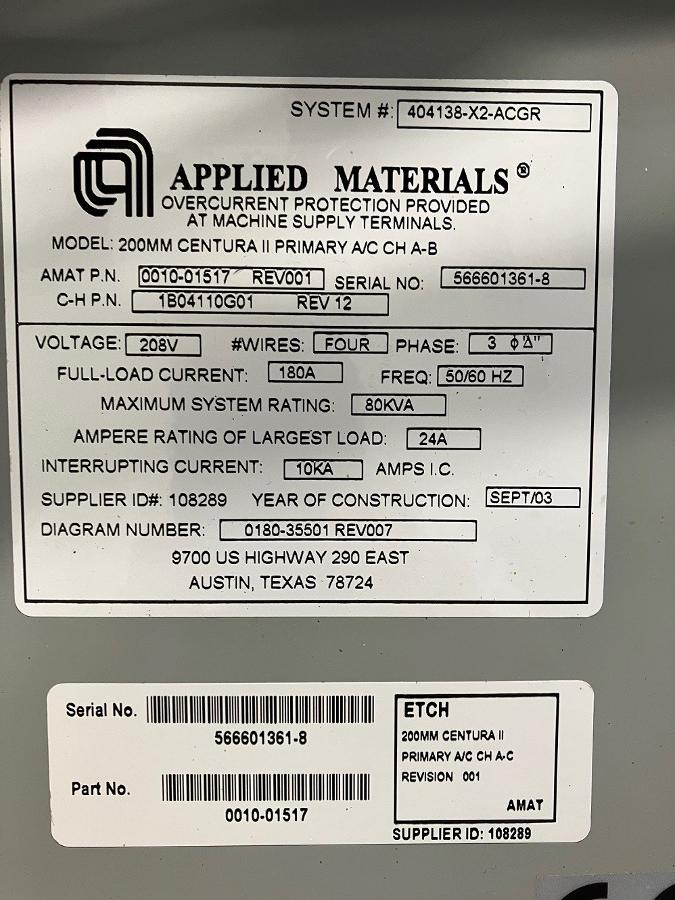 SYSTEM #: 404138-X2-ACGR
APPLIED MATERIALS®
OVERCURRENT PROTECTION PROVIDED
AT MACHINE SUPPLY TERMINALS.
MODEL: 200MM CENTURA II PRIMARY A/C CH A-B
AMAT P.N. 0010-01517 REV001 SERIAL NO: 566601361-8
C-H P.N. 1B04110G01 REV 12
VOLTAGE: 208V #WIRES: FOUR PHASE: 3 ϕ"Δ"
FULL-LOAD CURRENT: 180A FREQ: 50/60 HZ
MAXIMUM SYSTEM RATING: 80KVA
AMPERE RATING OF LARGEST LOAD: 24A
INTERRUPTING CURRENT: 10KA AMPS I.C.
SUPPLIER ID#: 108289 YEAR OF CONSTRUCTION: SEPT/03
DIAGRAM NUMBER: 0180-35501 REV007
9700 US HIGHWAY 290 EAST
AUSTIN, TEXAS 78724
Serial No.
566601361-8
Part No.
0010-01517
ETCH
200MM CENTURA II
PRIMARY A/C CH A-C
REVISION 001
AMAT
SUPPLIER ID: 108289